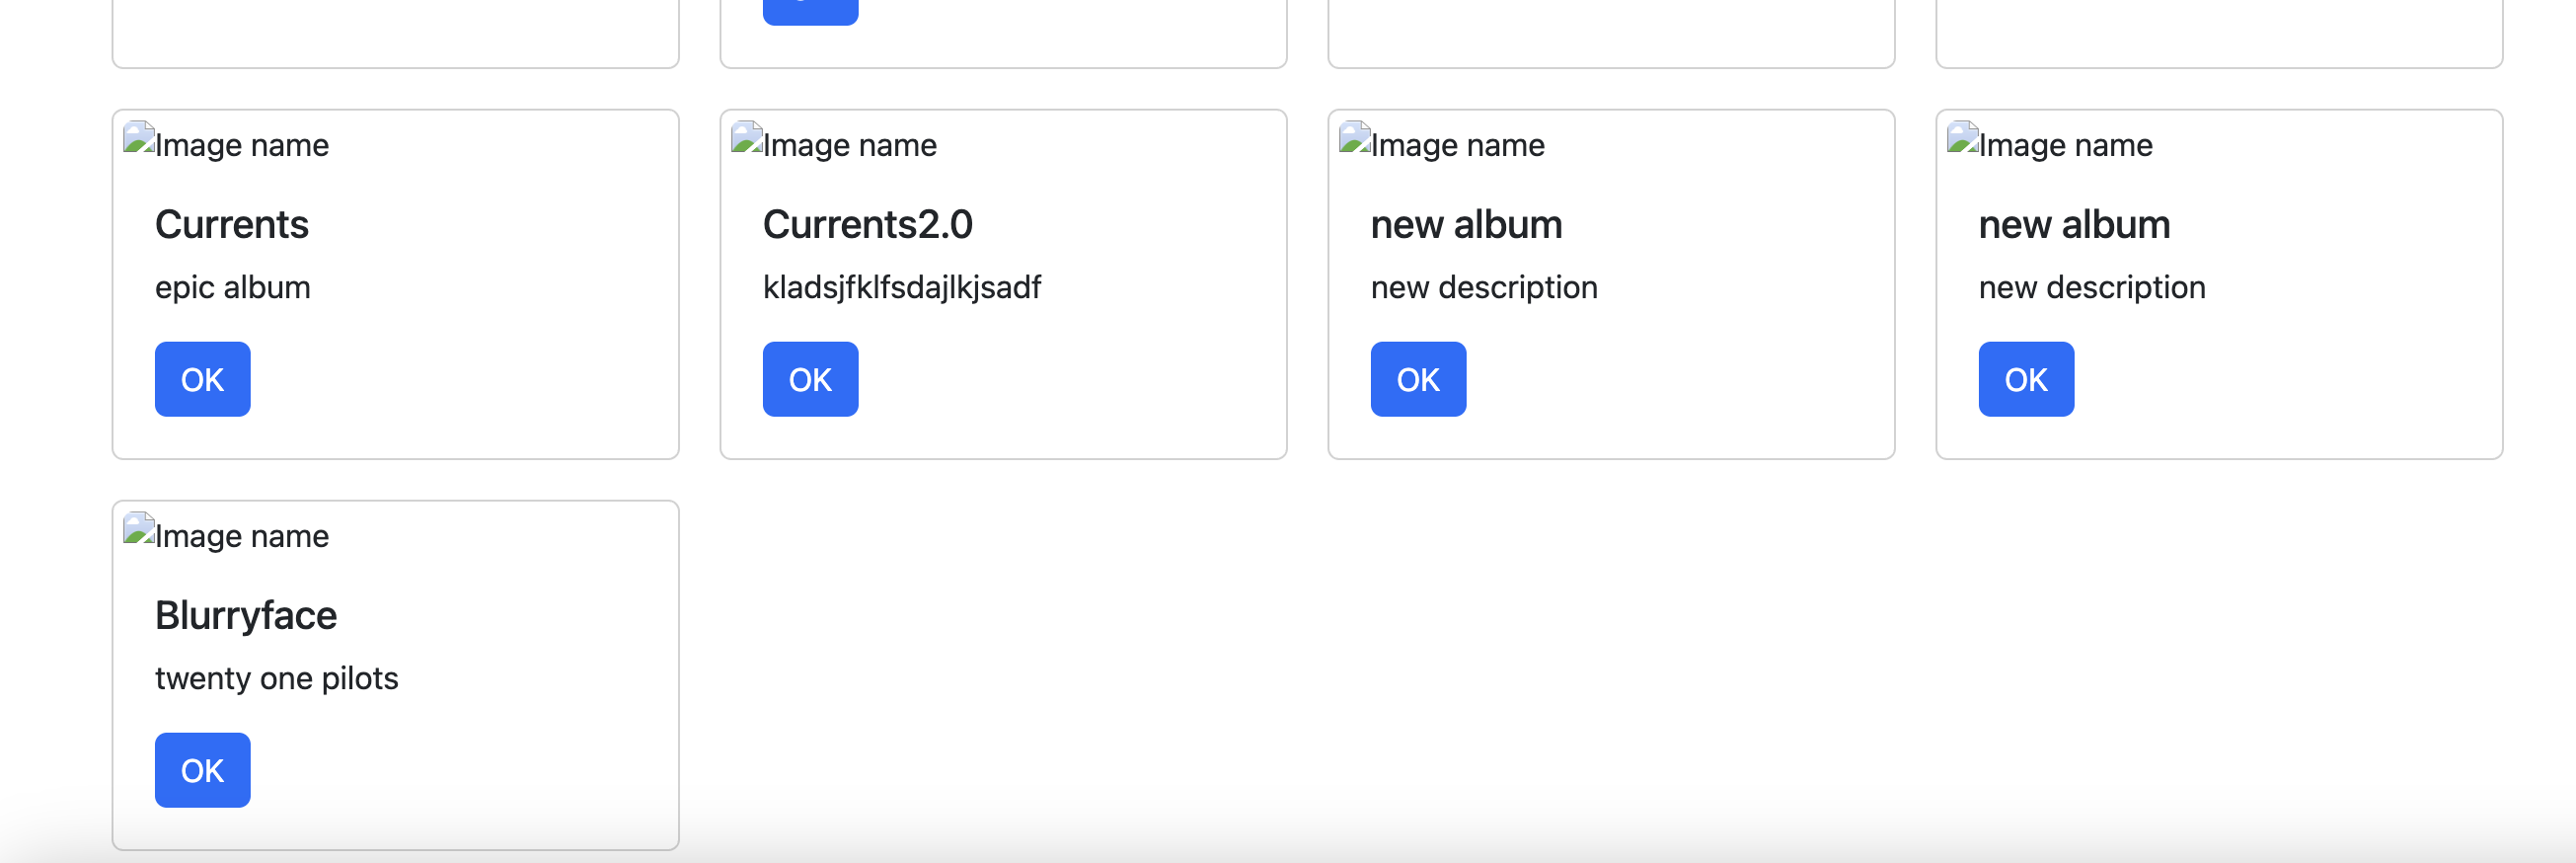 Image name
Currents
epic album
OK
Image name
Currents2.0
kladsjfklfsdajlkjsadf
OK
Image name
new album
new description
OK
Image name
new album
new description
OK
Image name
Blurryface
twenty one pilots
OK